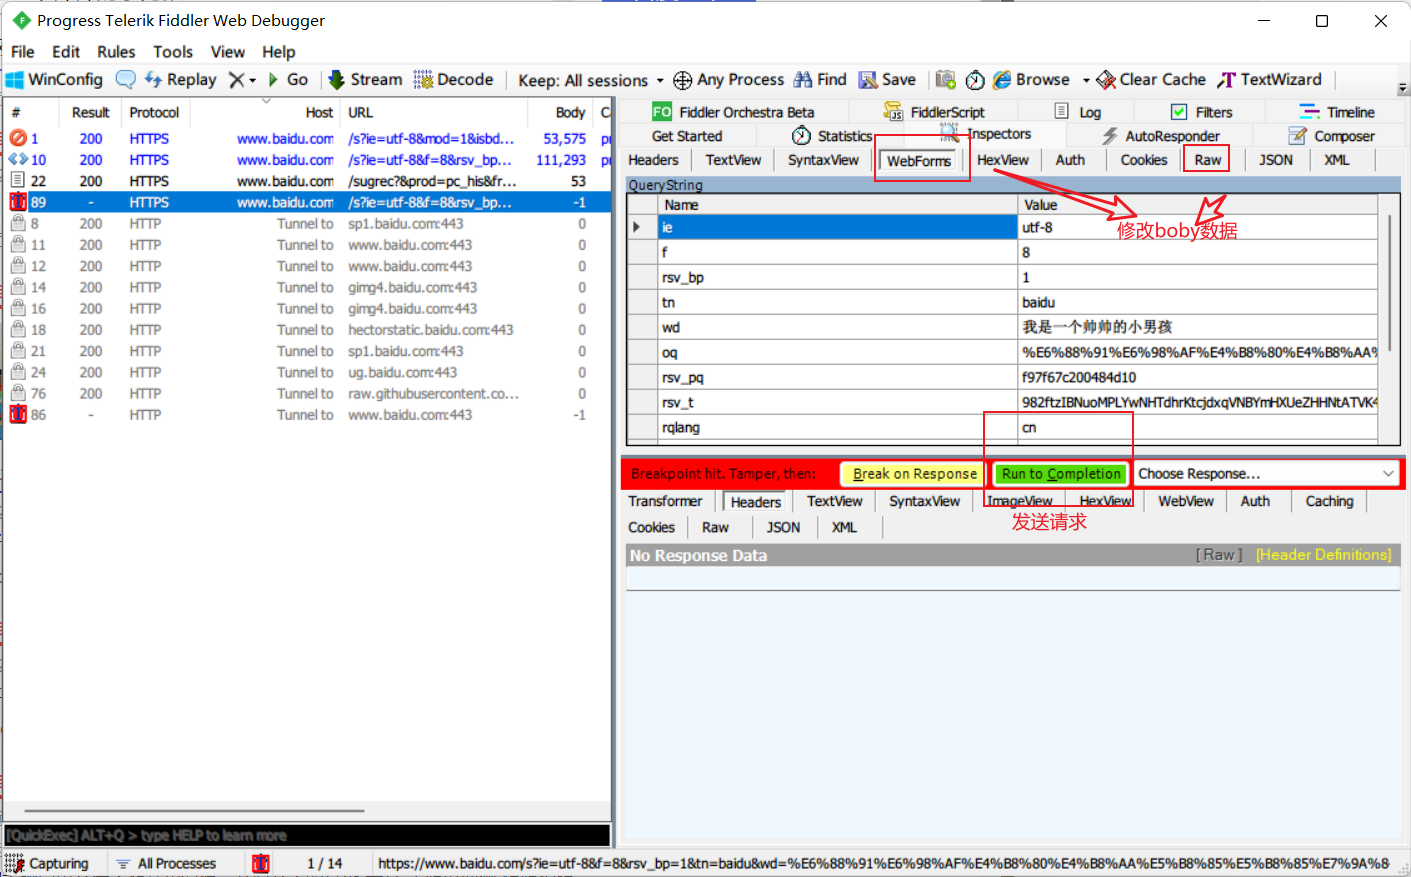 Progress Telerik Fiddler Web Debugger
File Edit Rules Tools View Help
WinConfig Replay Go Stream Decode Keep: All sessions Any Process Find Save Browse Clear Cache TextWizard
# Result Protocol Host URL Body
1 200 HTTPS www.baidu.com /s?ie=utf-8&mod=1&isbd... 53,575
10 200 HTTPS www.baidu.com /s?ie=utf-8&f=8&rsv_bp... 111,293
22 200 HTTPS www.baidu.com /sugrec?&prod=pc_his&fr... 53
89 - HTTPS www.baidu.com /s?ie=utf-8&f=8&rsv_bp... -1
8 200 HTTP Tunnel to sp1.baidu.com:443 0
11 200 HTTP Tunnel to www.baidu.com:443 0
12 200 HTTP Tunnel to www.baidu.com:443 0
14 200 HTTP Tunnel to gimg4.baidu.com:443 0
16 200 HTTP Tunnel to gimg4.baidu.com:443 0
18 200 HTTP Tunnel to hectorstatic.baidu.com:443 0
21 200 HTTP Tunnel to sp1.baidu.com:443 0
24 200 HTTP Tunnel to ug.baidu.com:443 0
76 200 HTTP Tunnel to raw.githubusercontent.co... 0
86 - HTTP Tunnel to www.baidu.com:443 -1
FO Fiddler Orchestra Beta FiddlerScript Log Filters Timeline
Get Started Statistics Inspectors AutoResponder Composer
Headers TextView SyntaxView WebForms HexView Auth Cookies Raw JSON XML
QueryString
Name Value
ie utf-8
修改boby数据
f 8
rsv_bp 1
tn baidu
wd 我是一个帅帅的小男孩
oq %E6%88%91%E6%98%AF%E4%B8%80%E4%B8%AA%
rsv_pq f97f67c200484d10
rsv_t 982ftzIBNuoMPLYwNHTdhrKtcjdxqVNBYmHXUeZHHNtATVK4
rqlang cn
Breakpoint hit. Tamper, then: Break on Response Run to Completion Choose Response...
Transformer Headers TextView SyntaxView ImageView HexView WebView Auth Caching
发送请求
Cookies Raw JSON XML
No Response Data [ Raw ] [Header Definitions]
[QuickExec] ALT+Q > type HELP to learn more
Capturing All Processes 1 / 14 https://www.baidu.com/s?ie=utf-8&f=8&rsv_bp=1&tn=baidu&wd=%E6%88%91%E6%98%AF%E4%B8%80%E4%B8%AA%E5%B8%85%E5%B8%85%E7%9A%8